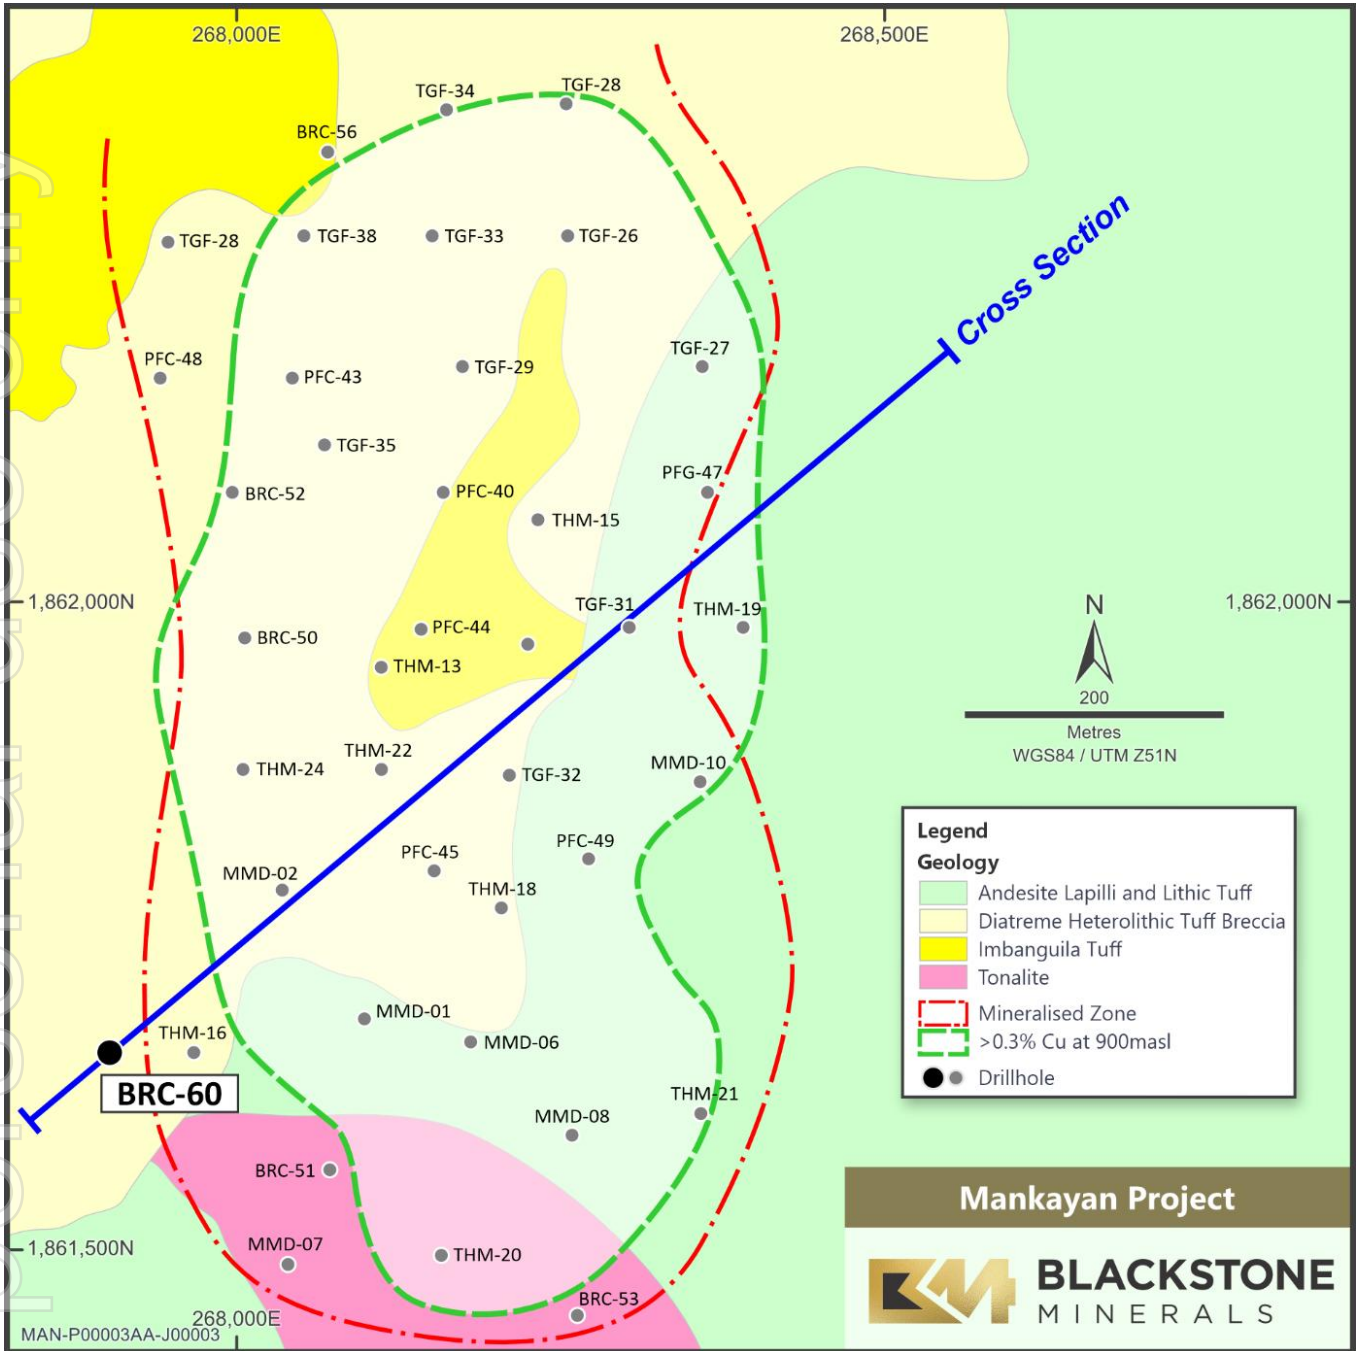 268,000E
268,500E
TGF-34
TGF-28
BRC-56
TGF-28
TGF-38
TGF-33
TGF-26
Cross Section
PFC-48
PFC-43
TGF-29
TGF-27
TGF-35
BRC-52
PFC-40
PFG-47
THM-15
1,862,000N
TGF-31
THM-19
N
1,862,000N
BRC-50
PFC-44
THM-13
200
Metres
WGS84 / UTM Z51N
THM-24
THM-22
TGF-32
MMD-10
MMD-02
PFC-45
PFC-49
THM-18
Legend
Geology
Andesite Lapilli and Lithic Tuff
Diatreme Heterolithic Tuff Breccia
Imbanguila Tuff
Tonalite
Mineralised Zone
>0.3% Cu at 900masl
Drillhole
MMD-01
THM-16
MMD-06
BRC-60
THM-21
MMD-08
BRC-51
MMD-07
THM-20
BRC-53
1,861,500N
268,000E
MAN-P00003AA-J00003
Mankayan Project
BLACKSTONE
MINERALS